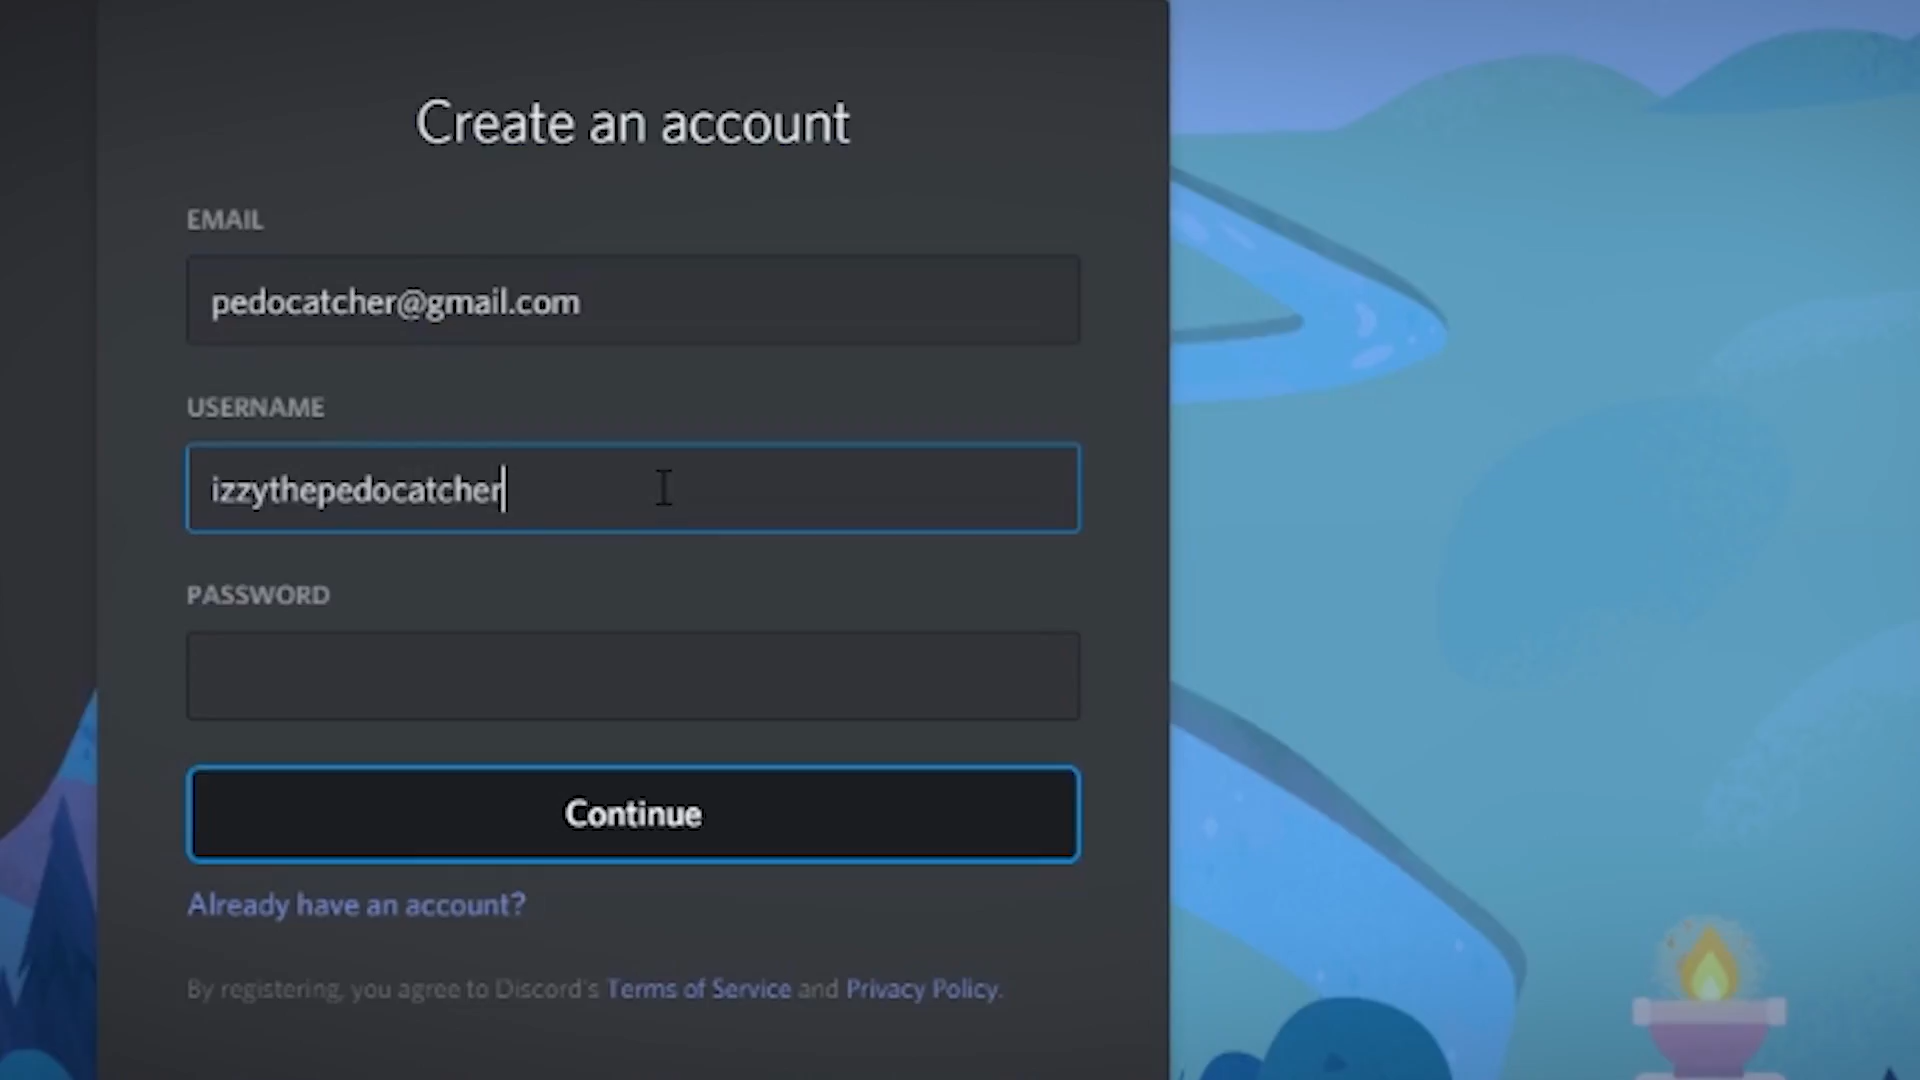 Create an account
EMAIL
pedocatcher@gmail.com
USERNAME
izzythepedocatcher
PASSWORD
Continue
Already have an account?
By registering, you agree to Discord's Terms of Service and Privacy Policy.